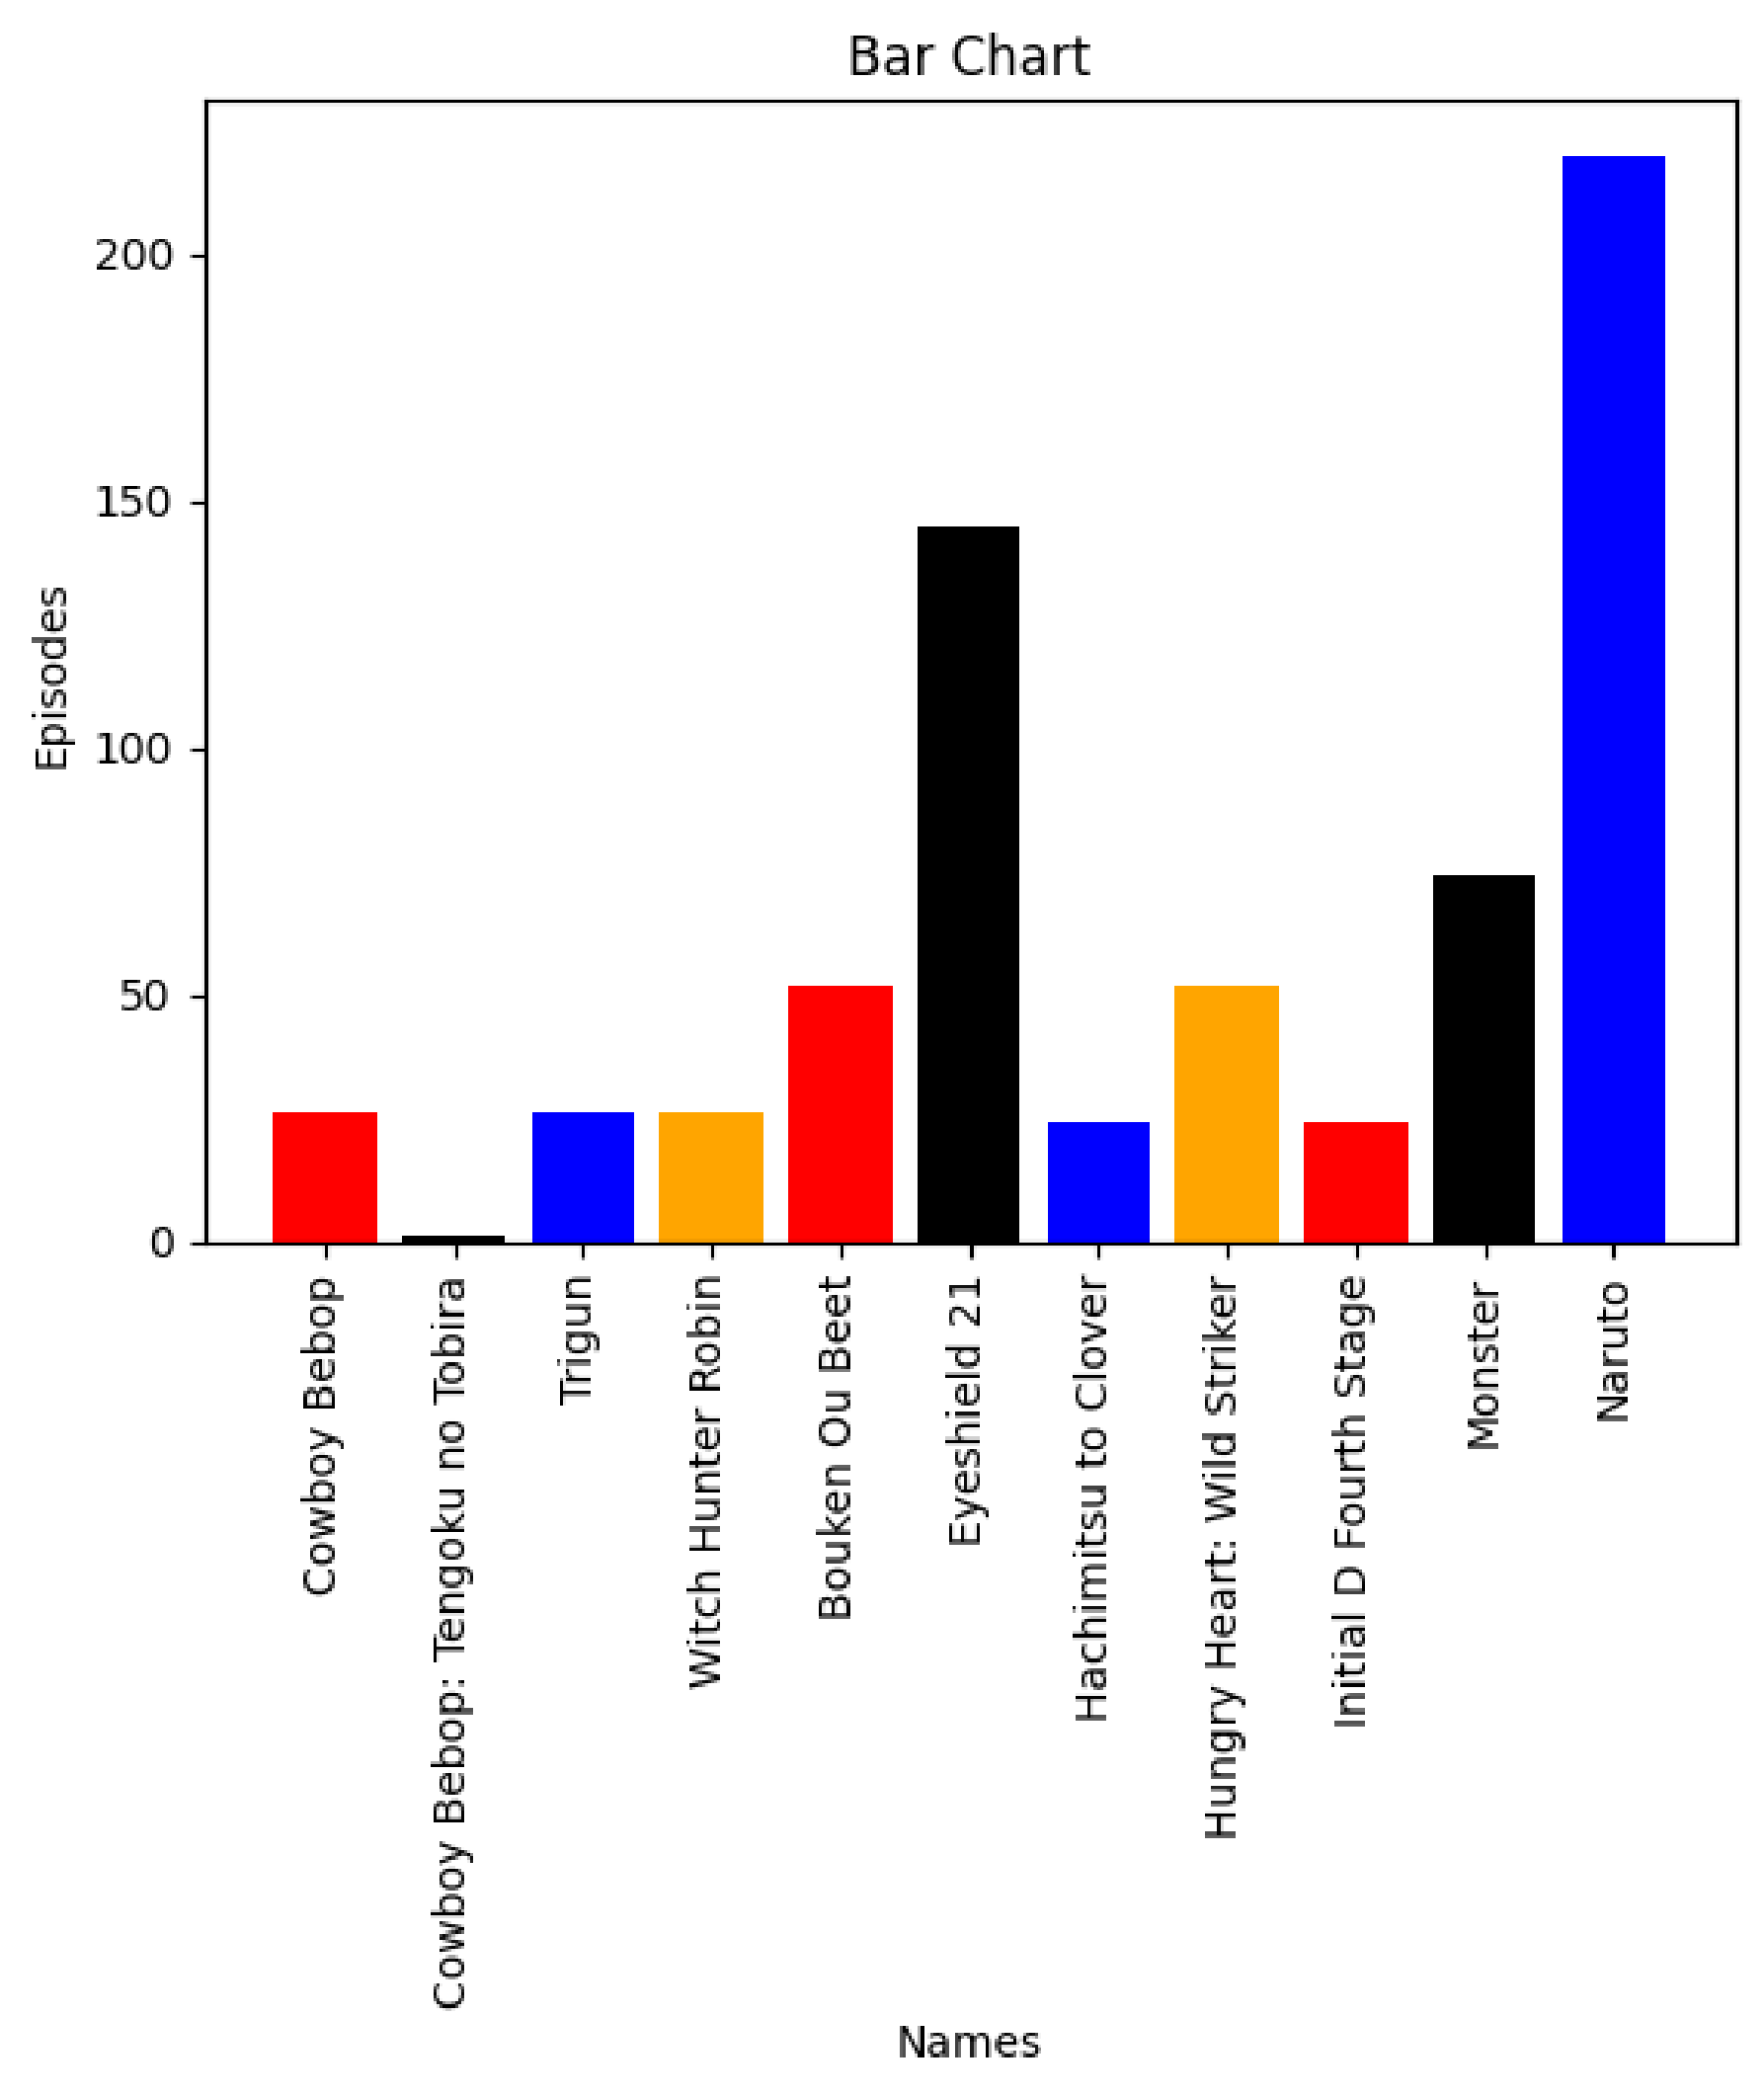 Bar Chart
200
150
100
50
0
Episodes
Cowboy Bebop
Cowboy Bebop: Tengoku no Tobira
Trigun
Witch Hunter Robin
Bouken Ou Beet
Eyeshield 21
Hachimitsu to Clover
Hungry Heart: Wild Striker
Initial D Fourth Stage
Monster
Naruto
Names